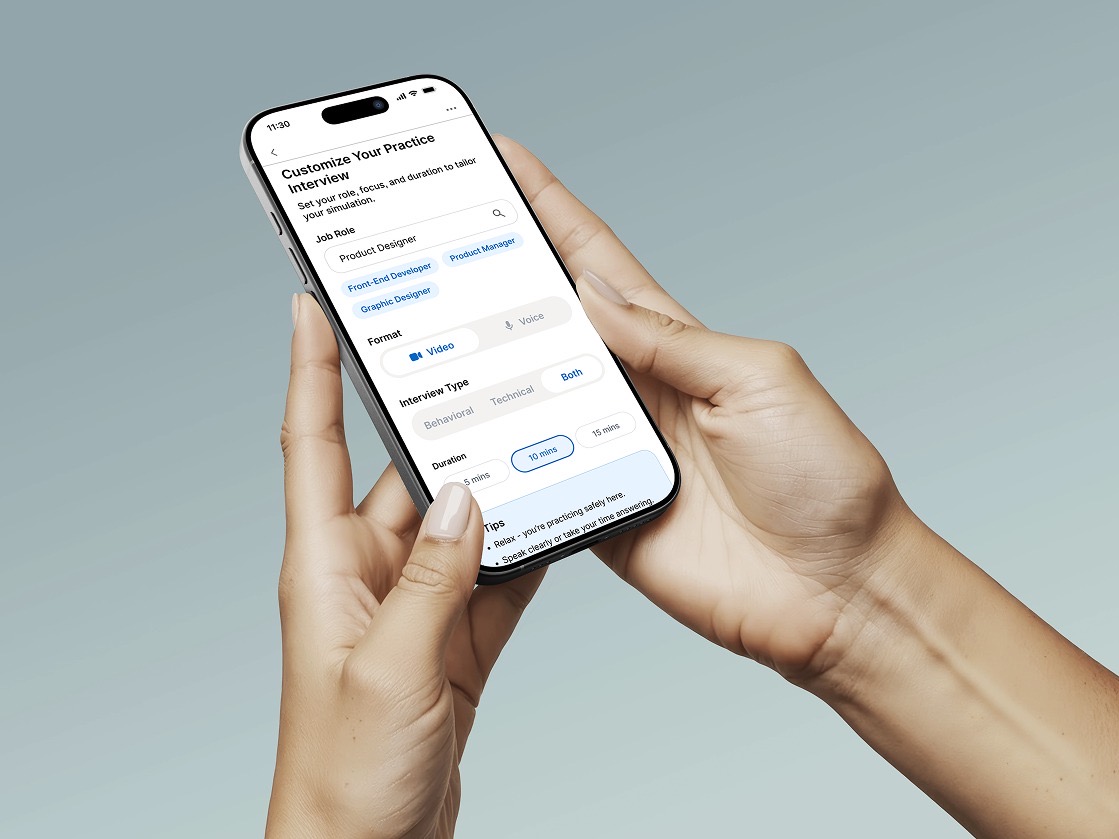 11:30
Customize Your Practice
Interview
Set your role, focus, and duration to tailor
your simulation.
Job Role
Product Designer
Front-End Developer
Product Manager
Graphic Designer
Format
Video
Voice
Interview Type
Behavioral
Technical
Both
Duration
5 mins
10 mins
15 mins
Tips
• Relax - you're practicing safely here.
• Speak clearly or take your time answering.